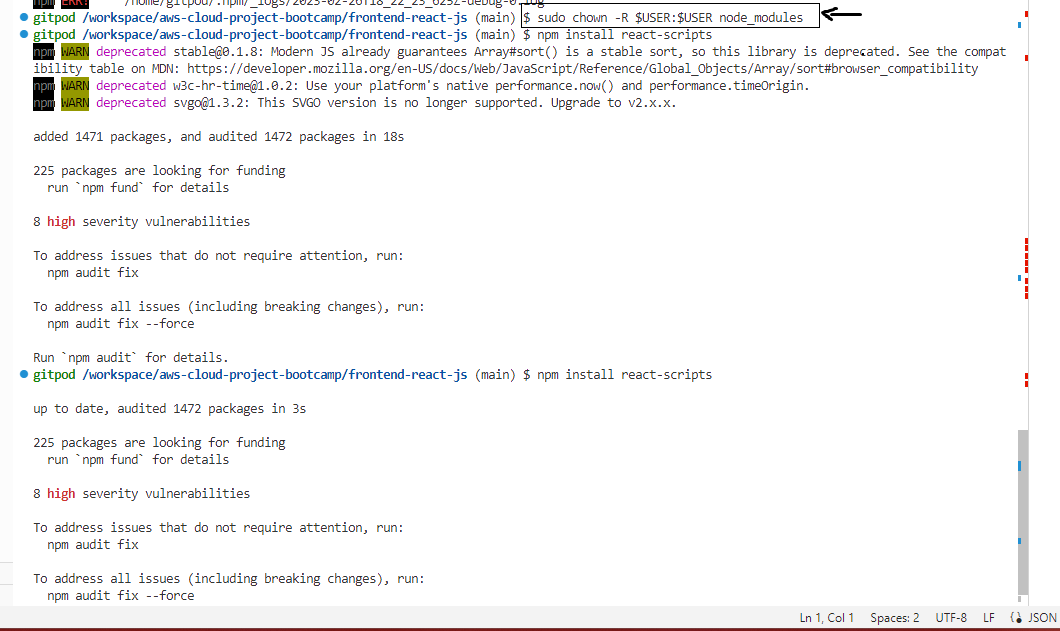 npm ERR! /home/gitpod/.npm/_logs/2023-02-26T18_22_25_625Z-debug-0.log
gitpod /workspace/aws-cloud-project-bootcamp/frontend-react-js (main) $ sudo chown -R $USER:$USER node_modules
gitpod /workspace/aws-cloud-project-bootcamp/frontend-react-js (main) $ npm install react-scripts
npm WARN deprecated stable@0.1.8: Modern JS already guarantees Array#sort() is a stable sort, so this library is deprecated. See the compat
ibility table on MDN: https://developer.mozilla.org/en-US/docs/Web/JavaScript/Reference/Global_Objects/Array/sort#browser_compatibility
npm WARN deprecated w3c-hr-time@1.0.2: Use your platform's native performance.now() and performance.timeOrigin.
npm WARN deprecated svgo@1.3.2: This SVGO version is no longer supported. Upgrade to v2.x.x.
added 1471 packages, and audited 1472 packages in 18s
225 packages are looking for funding
run `npm fund` for details
8 high severity vulnerabilities
To address issues that do not require attention, run:
npm audit fix
To address all issues (including breaking changes), run:
npm audit fix --force
Run `npm audit` for details.
gitpod /workspace/aws-cloud-project-bootcamp/frontend-react-js (main) $ npm install react-scripts
up to date, audited 1472 packages in 3s
225 packages are looking for funding
run `npm fund` for details
8 high severity vulnerabilities
To address issues that do not require attention, run:
npm audit fix
To address all issues (including breaking changes), run:
npm audit fix --force
Ln 1, Col 1 Spaces: 2 UTF-8 LF {} JSON